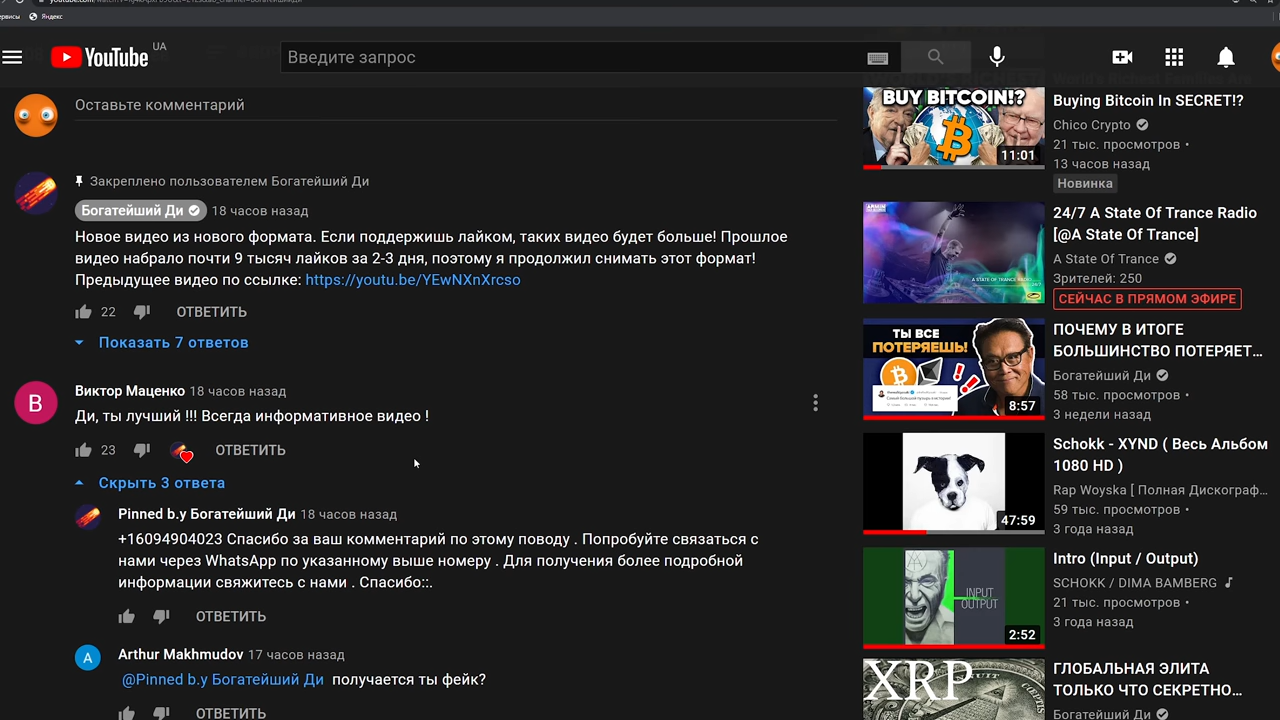 Яндекс
YouTube UA
Введите запрос
Оставьте комментарий
Закреплено пользователем Богатейший Ди
Богатейший Ди 18 часов назад
Новое видео из нового формата. Если поддержишь лайком, таких видео будет больше! Прошлое
видео набрало почти 9 тысяч лайков за 2-3 дня, поэтому я продолжил снимать этот формат!
Предыдущее видео по ссылке: https://youtu.be/YEwNXnXrcso
22 ОТВЕТИТЬ
Показать 7 ответов
В
Виктор Маценко 18 часов назад
Ди, ты лучший !!! Весьма информативное видео !
23 ОТВЕТИТЬ
Скрыть 3 ответа
Pinned b.y Богатейший Ди 18 часов назад
+16094904023 Спасибо за ваш комментарий по этому поводу . Попробуйте связаться с
нами через WhatsApp по указанному выше номеру . Для получения более подробной
информации свяжитесь с нами . Спасибо::.
ОТВЕТИТЬ
A
Arthur Makhmudov 17 часов назад
@Pinned b.y Богатейший Ди получается ты фейк?
ОТВЕТИТЬ
BUY BITCOIN!?
11:01
Buying Bitcoin In SECRET!?
Chico Crypto
21 тыс. просмотров •
13 часов назад
Новинка
A STATE OF TRANCE
24/7 A State Of Trance Radio
[@A State Of Trance]
A State Of Trance
Зрителей: 250
СЕЙЧАС В ПРЯМОМ ЭФИРЕ
ТЫ ВСЕ
ПОТЕРЯЕШЬ!
8:57
ПОЧЕМУ В ИТОГЕ
БОЛЬШИНСТВО ПОТЕРЯЕТ...
Богатейший Ди
58 тыс. просмотров •
3 недели назад
47:59
Schokk - XYND ( Весь Альбом
1080 HD )
Rap Woyska [ Полная Дискограф...
59 тыс. просмотров •
3 года назад
INPUT
OUTPUT
2:52
Intro (Input / Output)
SCHOKK / DIMA BAMBERG
21 тыс. просмотров •
3 года назад
XRP
ГЛОБАЛЬНАЯ ЭЛИТА
ТОЛЬКО ЧТО СЕКРЕТНО...
Богатейший Ди